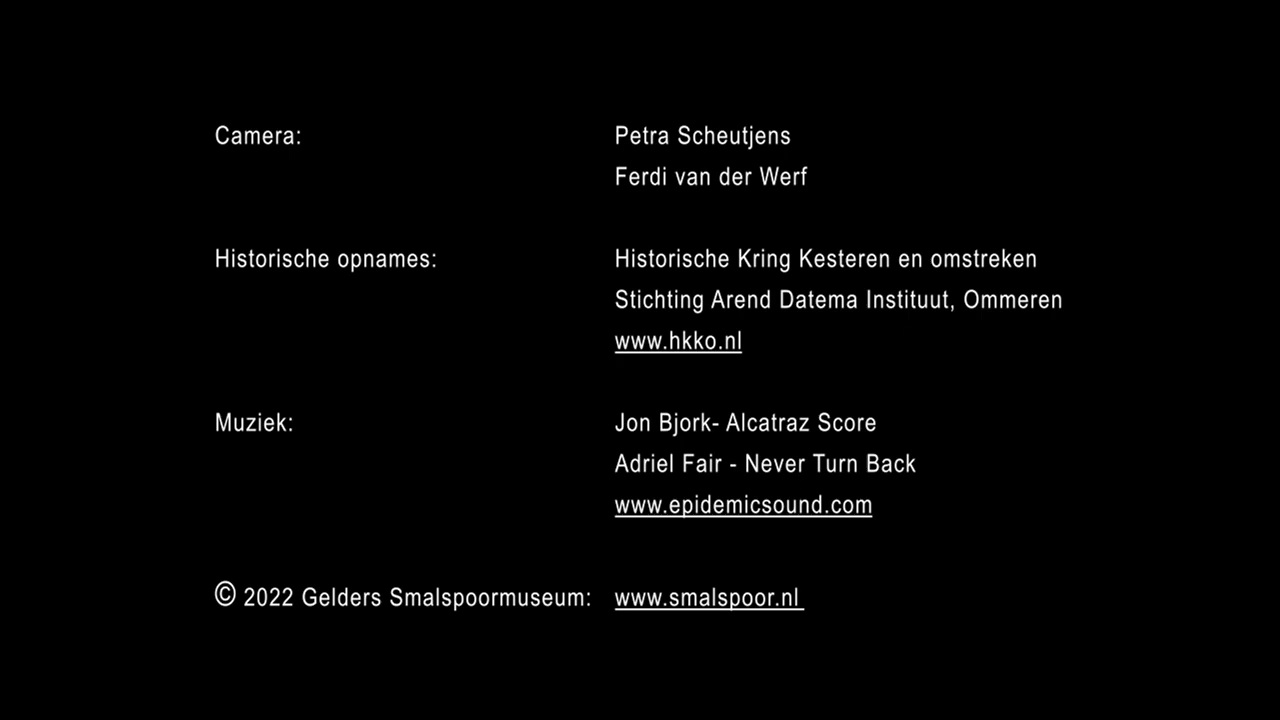 Camera: Petra Scheutjens
Ferdi van der Werf
Historische opnames: Historische Kring Kesteren en omstreken
Stichting Arend Datema Instituut, Ommeren
www.hkko.nl
Muziek: Jon Bjork- Alcatraz Score
Adriel Fair - Never Turn Back
www.epidemicsound.com
© 2022 Gelders Smalspoormuseum: www.smalspoor.nl